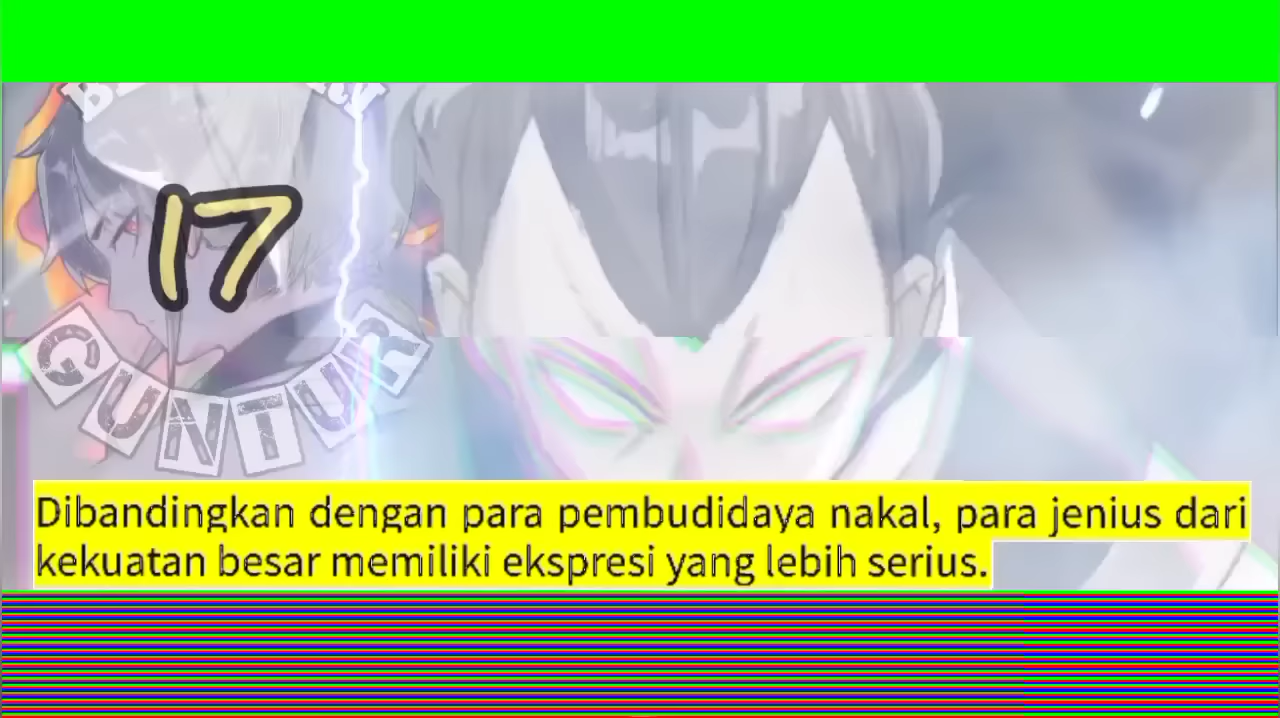 17
GUNTUR
Dibandingkan dengan para pembudidaya nakal, para jenius dari
kekuatan besar memiliki ekspresi yang lebih serius.